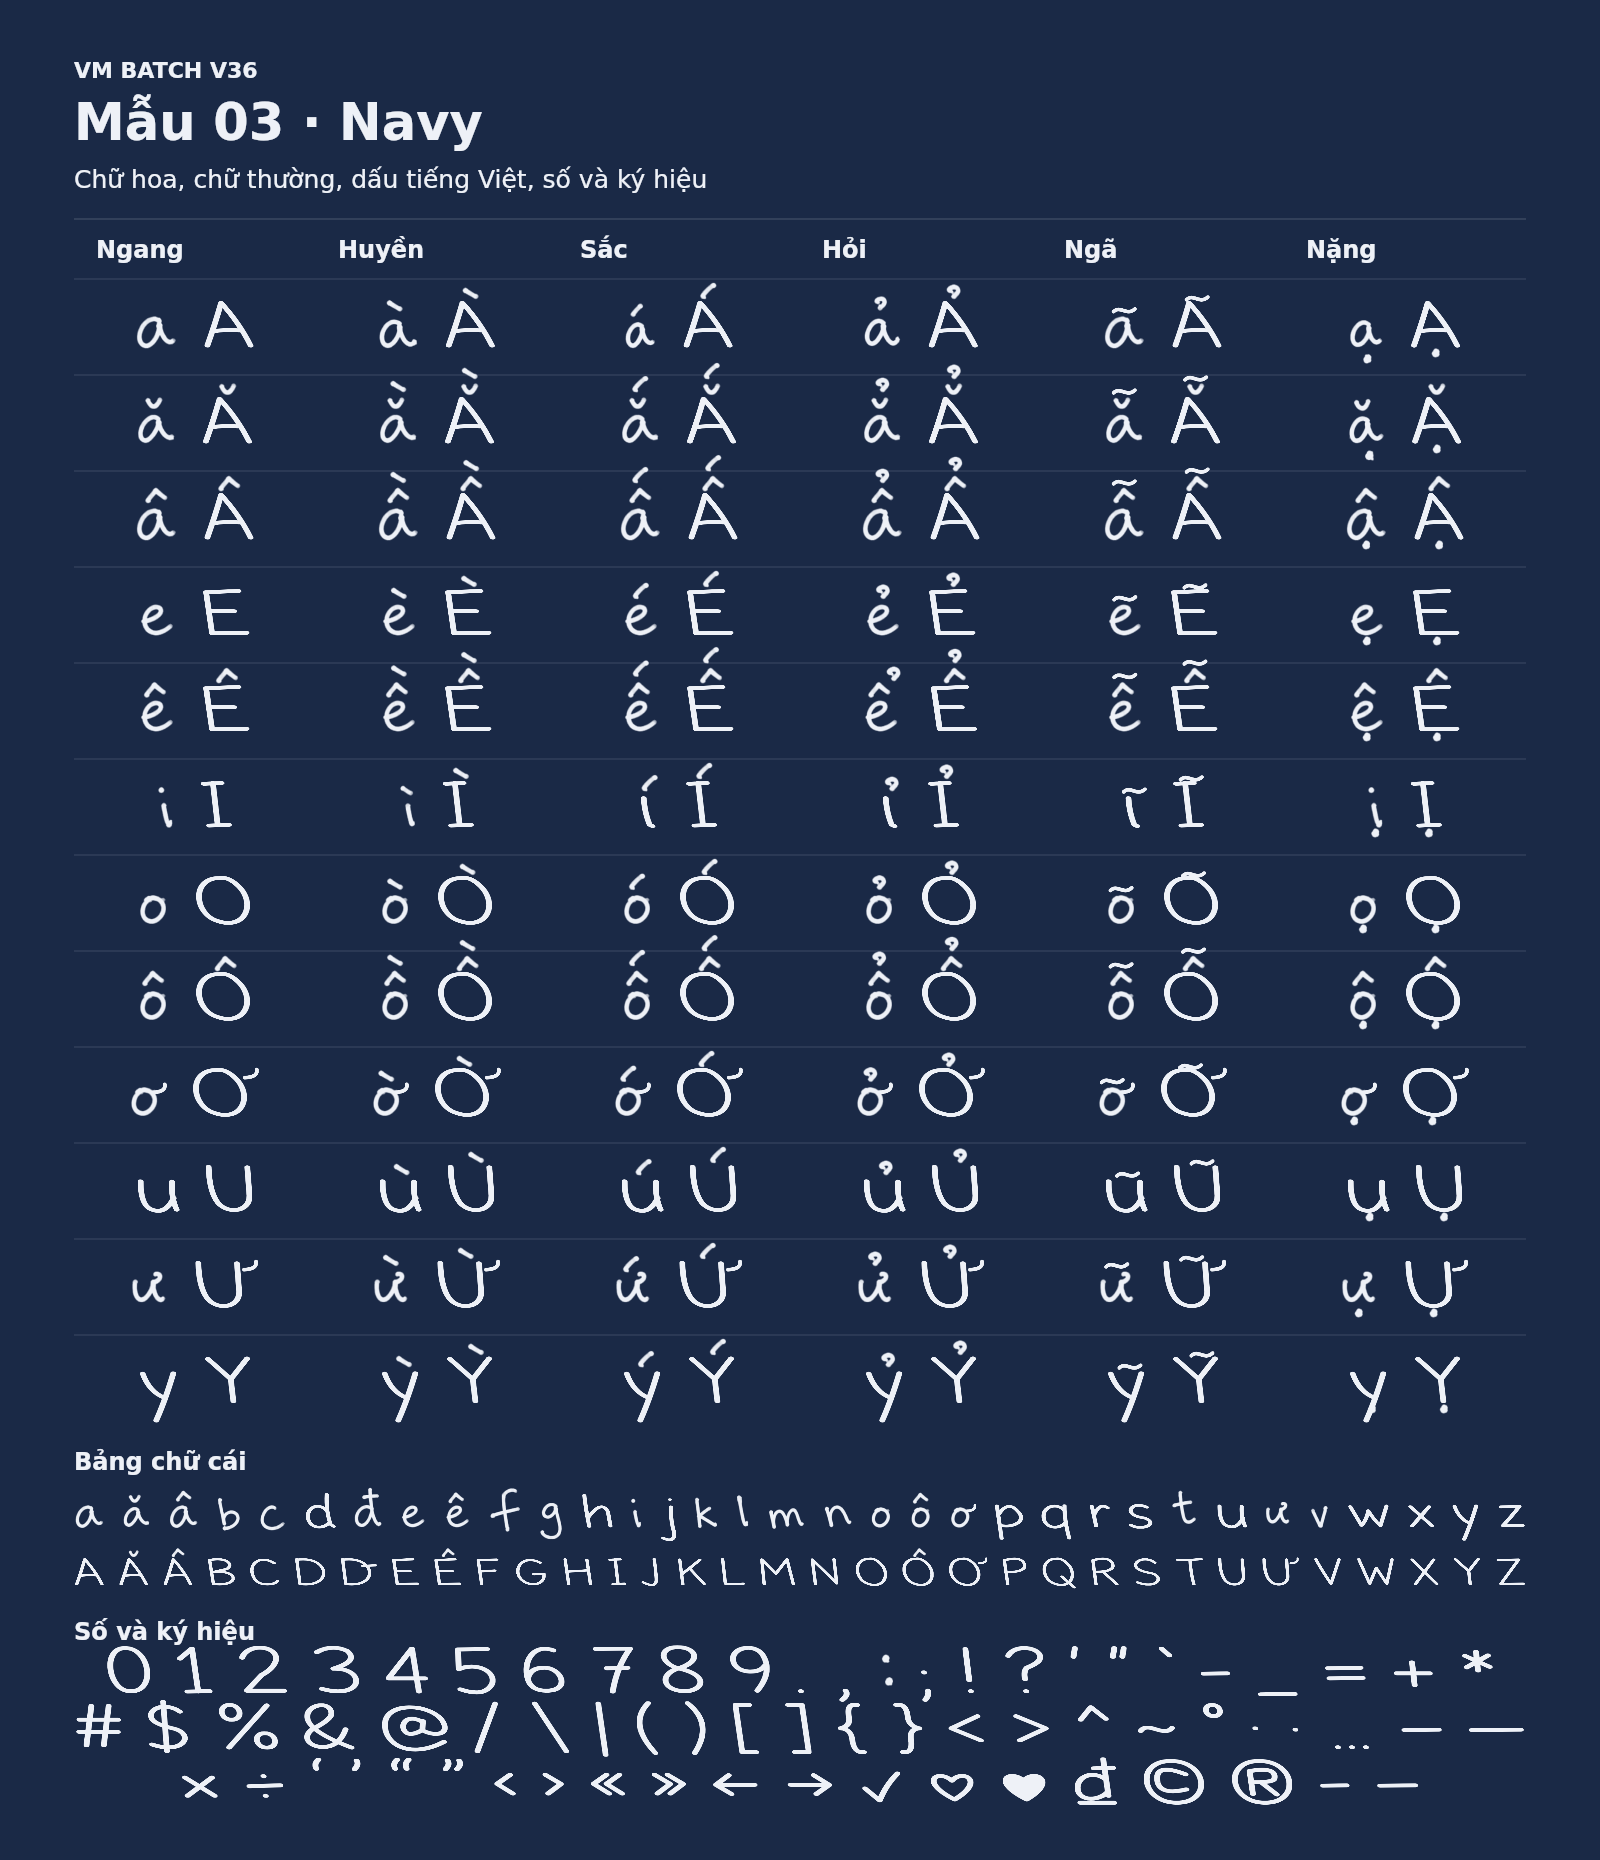 VM BATCH V36
Mẫu 03 · Navy
Chữ hoa, chữ thường, dấu tiếng Việt, số và ký hiệu
Ngang Huyền Sắc Hỏi Ngã Nặng
a A à À á Á ả Ả ã Ã ạ Ạ
ă Ă ằ Ằ ắ Ắ ẳ Ẳ ẵ Ẵ ặ Ặ
â Â ầ Ầ ấ Ấ ẩ Ẩ ẫ Ẫ ậ Ậ
e E è È é É ẻ Ẻ ẽ Ẽ ẹ Ẹ
ê Ê ề Ề ế Ế ể Ể ễ Ễ ệ Ệ
i I ì Ì í Í ỉ Ỉ ĩ Ĩ ị Ị
o O ò Ò ó Ó ỏ Ỏ õ Õ ọ Ọ
ô Ô ồ Ồ ố Ố ổ Ổ ỗ Ỗ ộ Ộ
ơ Ơ ờ Ờ ớ Ớ ở Ở ỡ Ỡ ợ Ợ
u U ù Ù ú Ú ủ Ủ ũ Ũ ụ Ụ
ư Ư ừ Ừ ứ Ứ ử Ử ữ Ữ ự Ự
y Y ỳ Ỳ ý Ý ỷ Ỷ ỹ Ỹ ỵ Ỵ
Bảng chữ cái
a ă â b c d đ e ê f g h i j k l m n o ô ơ p q r s t u ư v w x y z
A Ă Â B C D Đ E Ê F G H I J K L M N O Ô Ơ P Q R S T U Ư V W X Y Z
Số và ký hiệu
0 1 2 3 4 5 6 7 8 9 . , : ; ! ? ' " ` - _ = + *
# $ % & @ / \ | ( ) [ ] { } < > ^ ~ ° · · … – —
× ÷ ‘ ’ “ ” ‹ › « » ← → ✓ ♡ ♥ ₫ © ® – —